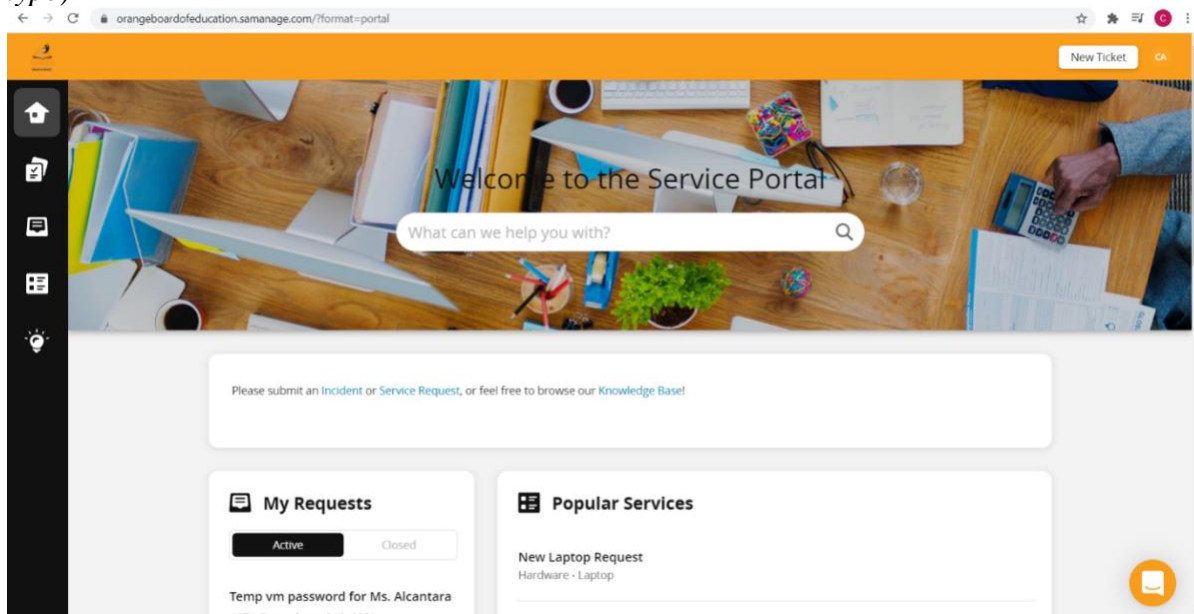 orangeboardofeducation.samanage.com/?format=portal
C
New Ticket
CA
Welcome to the Service Portal
What can we help you with?
Please submit an Incident or Service Request, or feel free to browse our Knowledge Base!
My Requests
Active Closed
Temp vm password for Ms. Alcantara
Popular Services
New Laptop Request
Hardware - Laptop